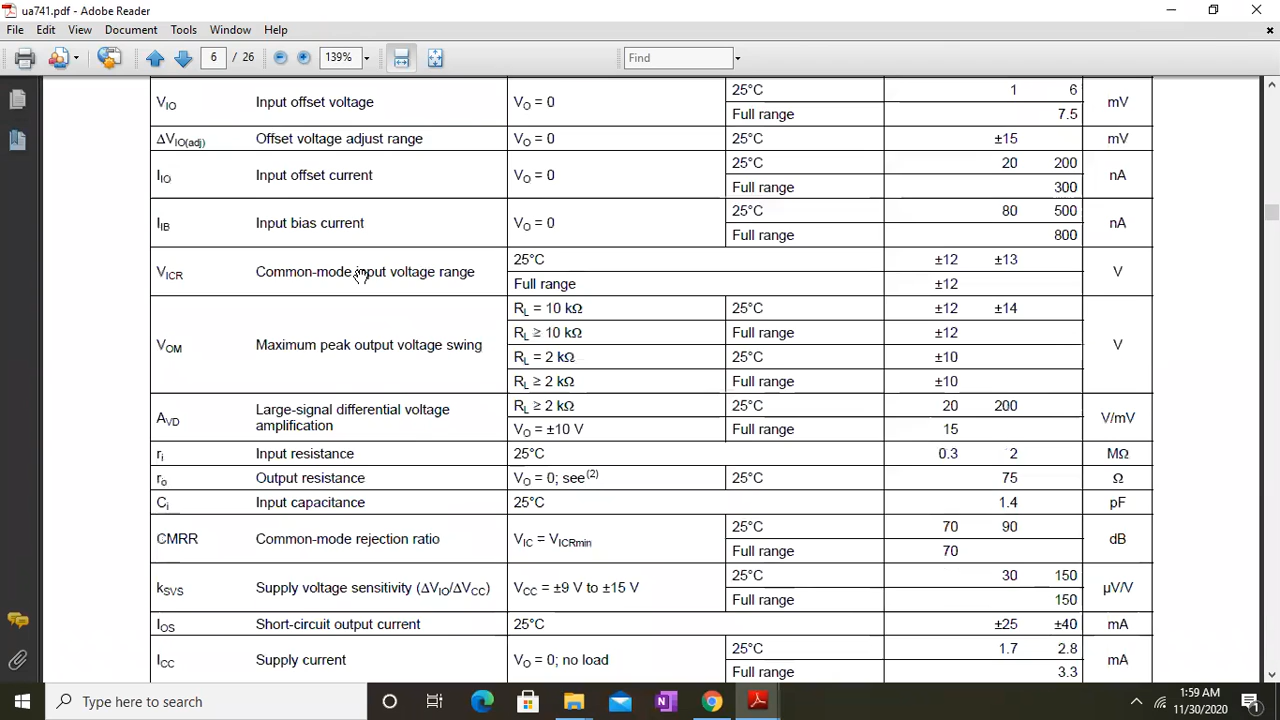 ua741.pdf - Adobe Reader
File Edit View Document Tools Window Help
6 / 26 139% Find
VIO Input offset voltage VO = 0 25°C 1 6 mV
Full range 7.5
ΔVIO(adj) Offset voltage adjust range VO = 0 25°C ±15 mV
IIO Input offset current VO = 0 25°C 20 200 nA
Full range 300
IIB Input bias current VO = 0 25°C 80 500 nA
Full range 800
VICR Common-mode input voltage range 25°C ±12 ±13 V
Full range ±12
VOM Maximum peak output voltage swing RL = 10 kΩ 25°C ±12 ±14 V
RL ≥ 10 kΩ Full range ±12
RL = 2 kΩ 25°C ±10
RL ≥ 2 kΩ Full range ±10
AVD Large-signal differential voltage RL ≥ 2 kΩ 25°C 20 200 V/mV
amplification VO = ±10 V Full range 15
ri Input resistance 25°C 0.3 2 MΩ
ro Output resistance VO = 0; see(2) 25°C 75 Ω
Ci Input capacitance 25°C 1.4 pF
CMRR Common-mode rejection ratio VIC = VICRmin 25°C 70 90 dB
Full range 70
kSVS Supply voltage sensitivity (ΔVIO/ΔVCC) VCC = ±9 V to ±15 V 25°C 30 150 µV/V
Full range 150
IOS Short-circuit output current 25°C ±25 ±40 mA
ICC Supply current VO = 0; no load 25°C 1.7 2.8 mA
Full range 3.3
Type here to search
1:59 AM
11/30/2020
1